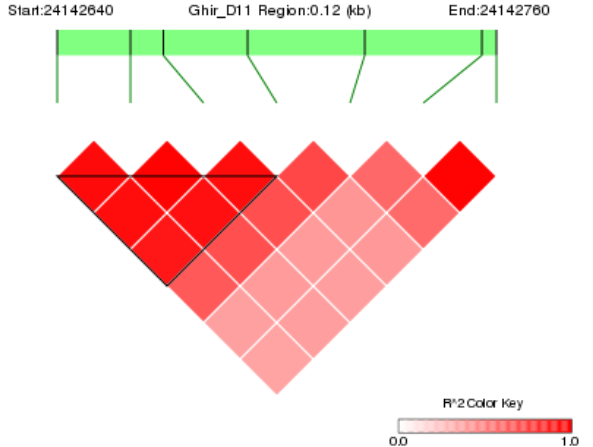 Start:24142640 Ghir_D11 Region:0.12 (kb) End:24142760
R^2 Color Key
0.0 1.0